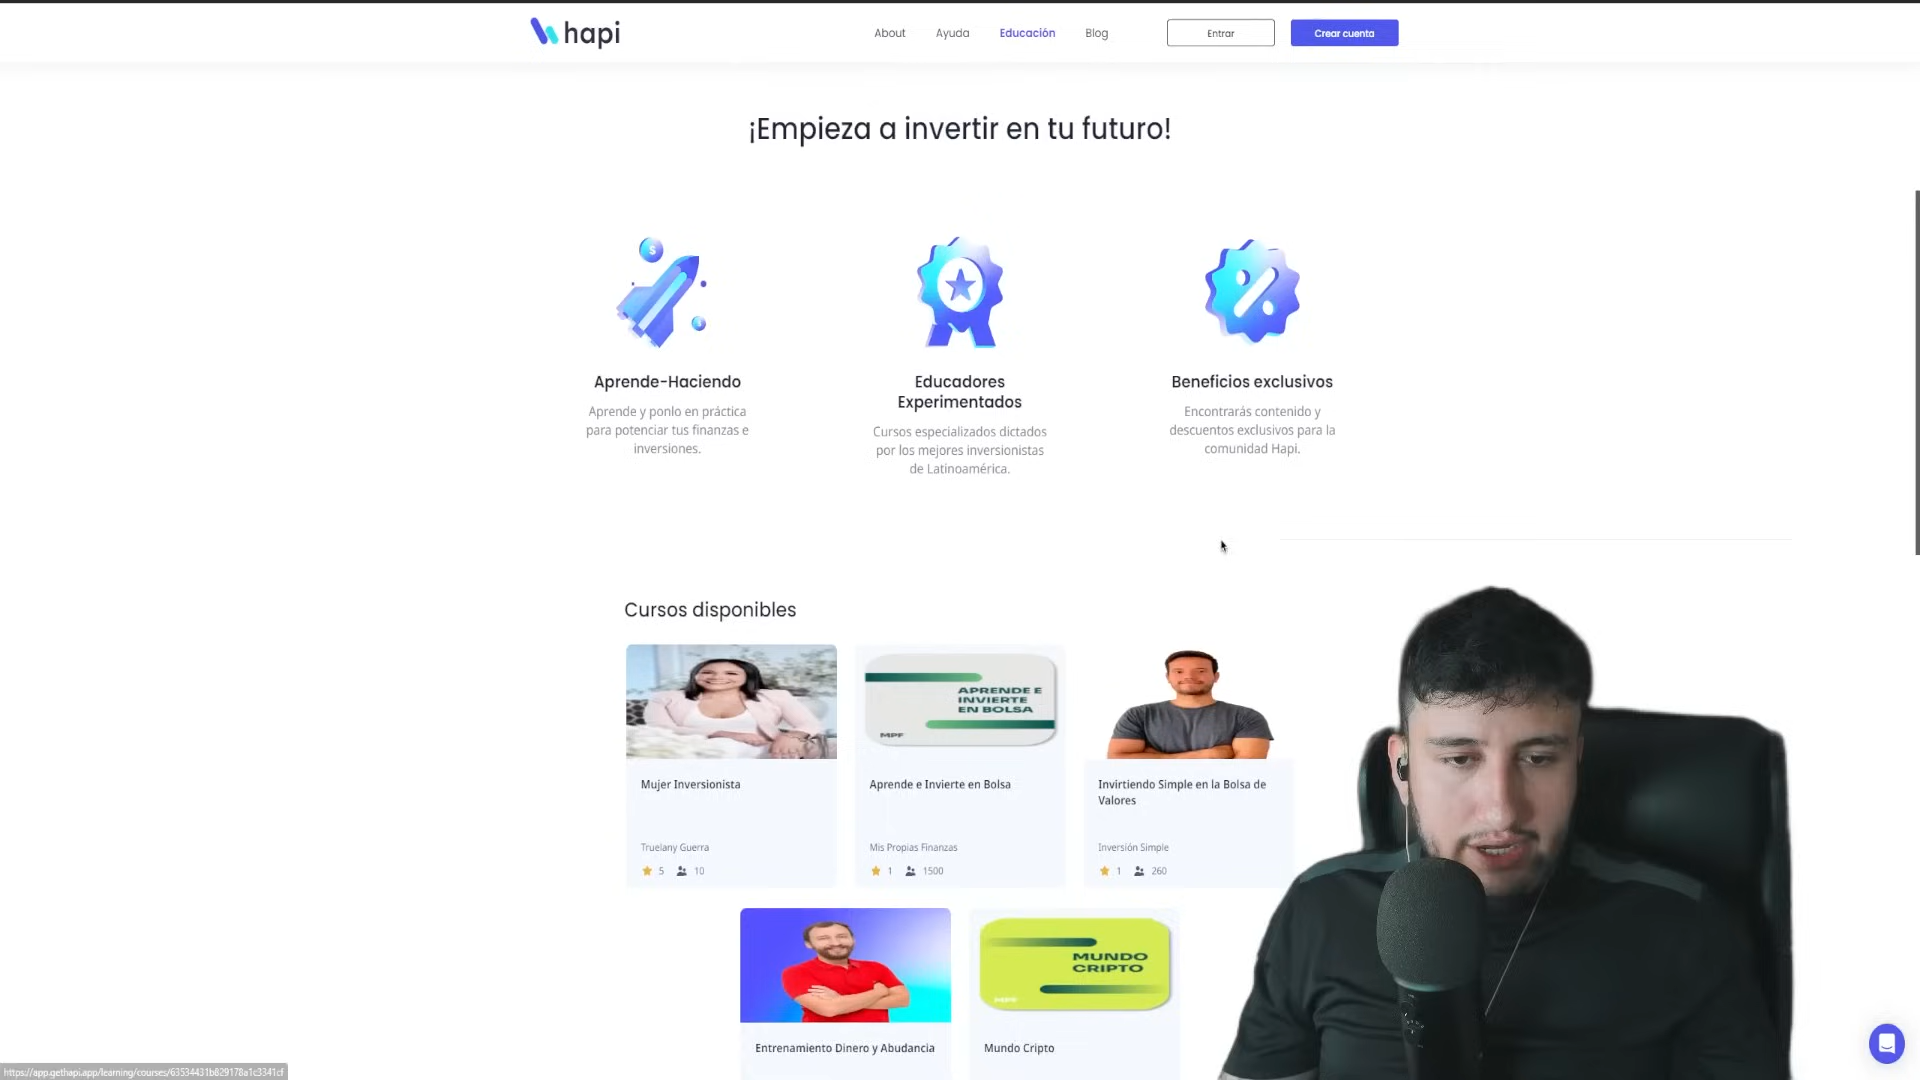 hapi
About
Ayuda
Educación
Blog
Entrar
Crear cuenta
¡Empieza a invertir en tu futuro!
Aprende-Haciendo
Aprende y ponlo en práctica
para potenciar tus finanzas e
inversiones.
Educadores
Experimentados
Cursos especializados dictados
por los mejores inversionistas
de Latinoamérica.
Beneficios exclusivos
Encontrarás contenido y
descuentos exclusivos para la
comunidad Hapi.
Cursos disponibles
Mujer Inversionista
Truelany Guerra
5 10
APRENDE E
INVIERTE
EN BOLSA
MPF
Aprende e Invierte en Bolsa
Mis Propias Finanzas
1 1500
Invirtiendo Simple en la Bolsa de
Valores
Inversión Simple
1 260
Entrenamiento Dinero y Abudancia
MUNDO
CRIPTO
MPF
Mundo Cripto
https://app.gethapi.app/learning/courses/63534431b829178a1c3341cf